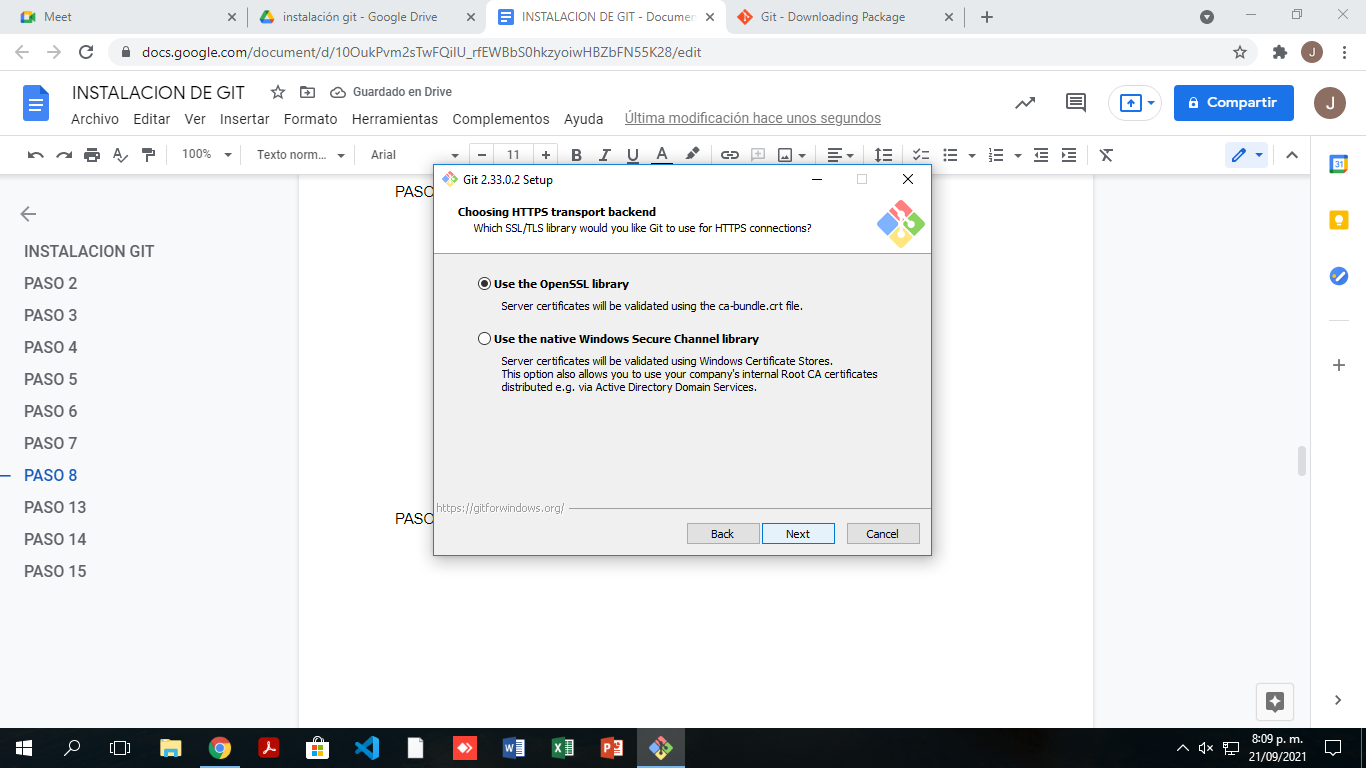 Meet
instalación git - Google Drive
INSTALACION DE GIT - Documen
Git - Downloading Package
docs.google.com/document/d/10OukPvm2sTwFQiIU_rfEWBbS0hkzyoiwHBZbFN55K28/edit
J
INSTALACION DE GIT
Guardado en Drive
Archivo Editar Ver Insertar Formato Herramientas Complementos Ayuda Última modificación hace unos segundos
Compartir
J
100% Texto norm... Arial 11 B I U A
31
PASO
INSTALACION GIT
PASO 2
PASO 3
PASO 4
PASO 5
PASO 6
PASO 7
PASO 8
PASO 13
PASO 14
PASO 15
Git 2.33.0.2 Setup
Choosing HTTPS transport backend
Which SSL/TLS library would you like Git to use for HTTPS connections?
Use the OpenSSL library
Server certificates will be validated using the ca-bundle.crt file.
Use the native Windows Secure Channel library
Server certificates will be validated using Windows Certificate Stores.
This option also allows you to use your company's internal Root CA certificates
distributed e.g. via Active Directory Domain Services.
https://gitforwindows.org/
PASO
Back Next Cancel
8:09 p. m.
21/09/2021